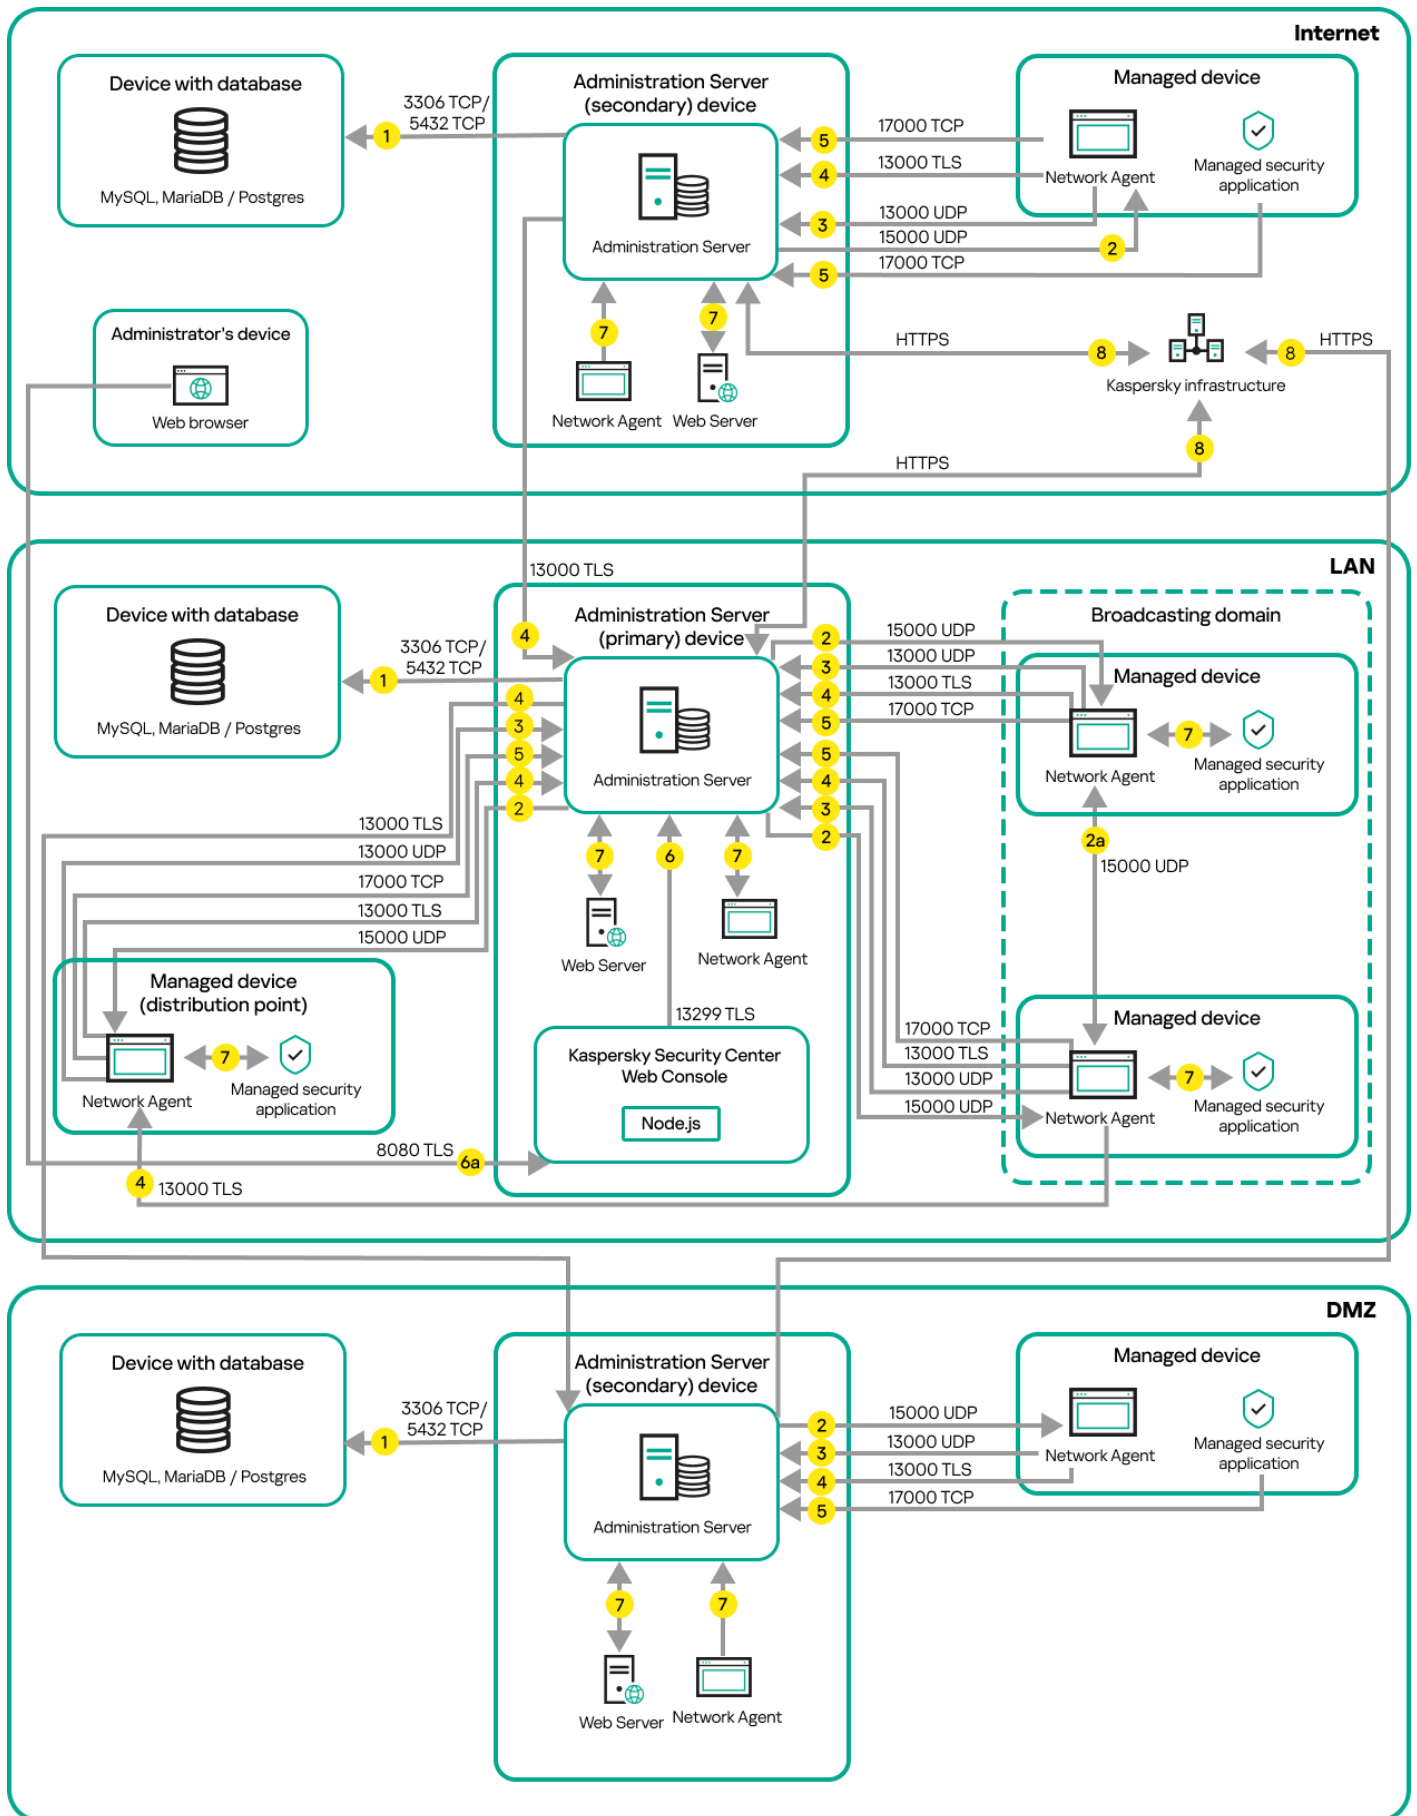 Internet
Device with database
MySQL, MariaDB / Postgres
3306 TCP/
5432 TCP
1
Administration Server
(secondary) device
Administration Server
7
Network Agent
7
Web Server
17000 TCP
5
13000 TLS
4
13000 UDP
3
15000 UDP
2
17000 TCP
5
Managed device
Network Agent
Managed security
application
Administrator's device
Web browser
HTTPS
8
Kaspersky infrastructure
8
HTTPS
HTTPS
8
LAN
13000 TLS
4
Device with database
MySQL, MariaDB / Postgres
3306 TCP/
5432 TCP
1
Administration Server
(primary) device
Administration Server
4
3
5
4
2
13000 TLS
13000 UDP
17000 TCP
13000 TLS
15000 UDP
7
6
7
Web Server
Network Agent
13299 TLS
Kaspersky Security Center
Web Console
Node.js
Managed device
(distribution point)
7
Network Agent
Managed security
application
8080 TLS
6a
4
13000 TLS
2
15000 UDP
3
13000 UDP
4
13000 TLS
5
17000 TCP
5
4
3
2
Broadcasting domain
Managed device
7
Network Agent
Managed security
application
2a
15000 UDP
17000 TCP
13000 TLS
13000 UDP
15000 UDP
Managed device
7
Network Agent
Managed security
application
DMZ
Device with database
MySQL, MariaDB / Postgres
3306 TCP/
5432 TCP
1
Administration Server
(secondary) device
Administration Server
7
7
Web Server
Network Agent
2
15000 UDP
3
13000 UDP
4
13000 TLS
5
17000 TCP
Managed device
Network Agent
Managed security
application